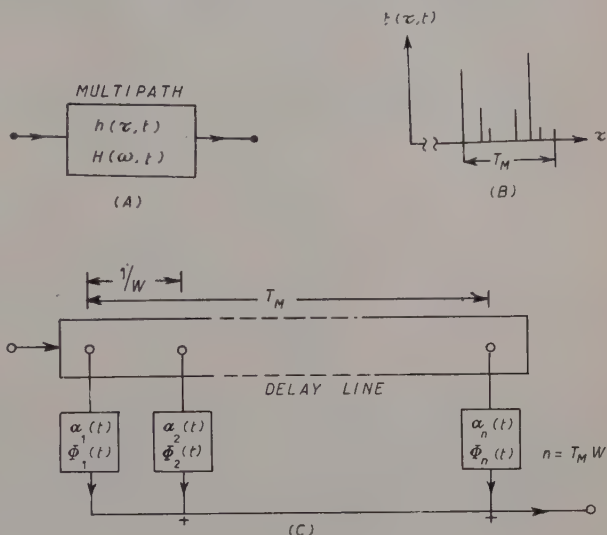 MULTIPATH
h(τ,t)
H(ω,t)
(A)
t(τ,t)
τ
T_M
(B)
1/W
T_M
DELAY LINE
α_1(t)
Φ_1(t)
α_2(t)
Φ_2(t)
α_n(t)
Φ_n(t)
n = T_M W
+
+
(C)